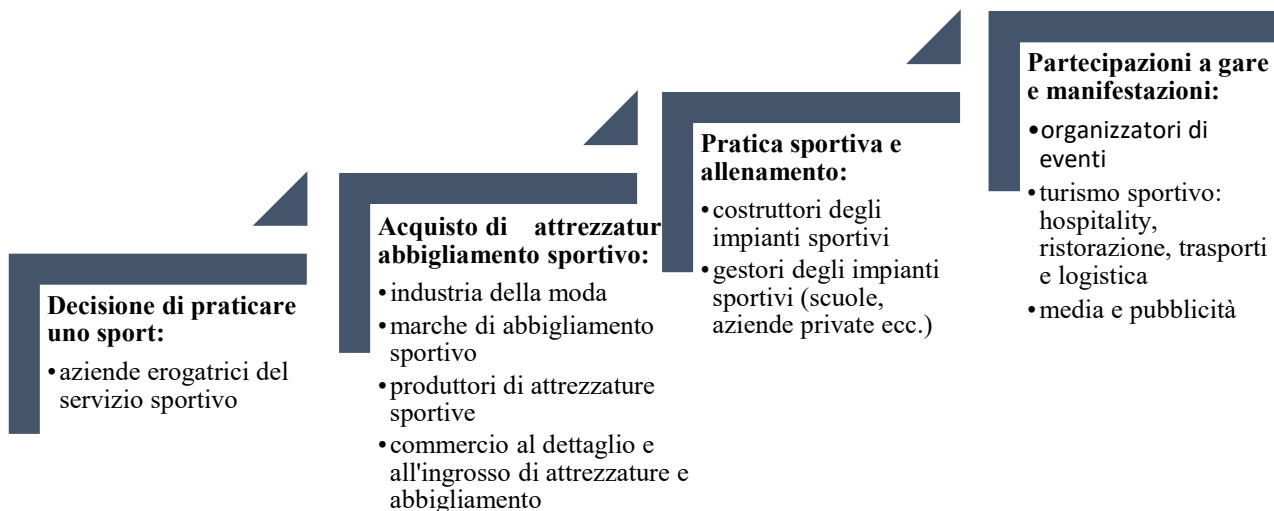 Decisione di praticare
uno sport:
•aziende erogatrici del
servizio sportivo
Acquisto di attrezzatur
abbigliamento sportivo:
•industria della moda
•marche di abbigliamento
sportivo
•produttori di attrezzature
sportive
•commercio al dettaglio e
all'ingrosso di attrezzature e
abbigliamento
Pratica sportiva e
allenamento:
•costruttori degli
impianti sportivi
•gestori degli impianti
sportivi (scuole,
aziende private ecc.)
Partecipazioni a gare
e manifestazioni:
•organizzatori di
eventi
•turismo sportivo:
hospitality,
ristorazione, trasporti
e logistica
•media e pubblicità